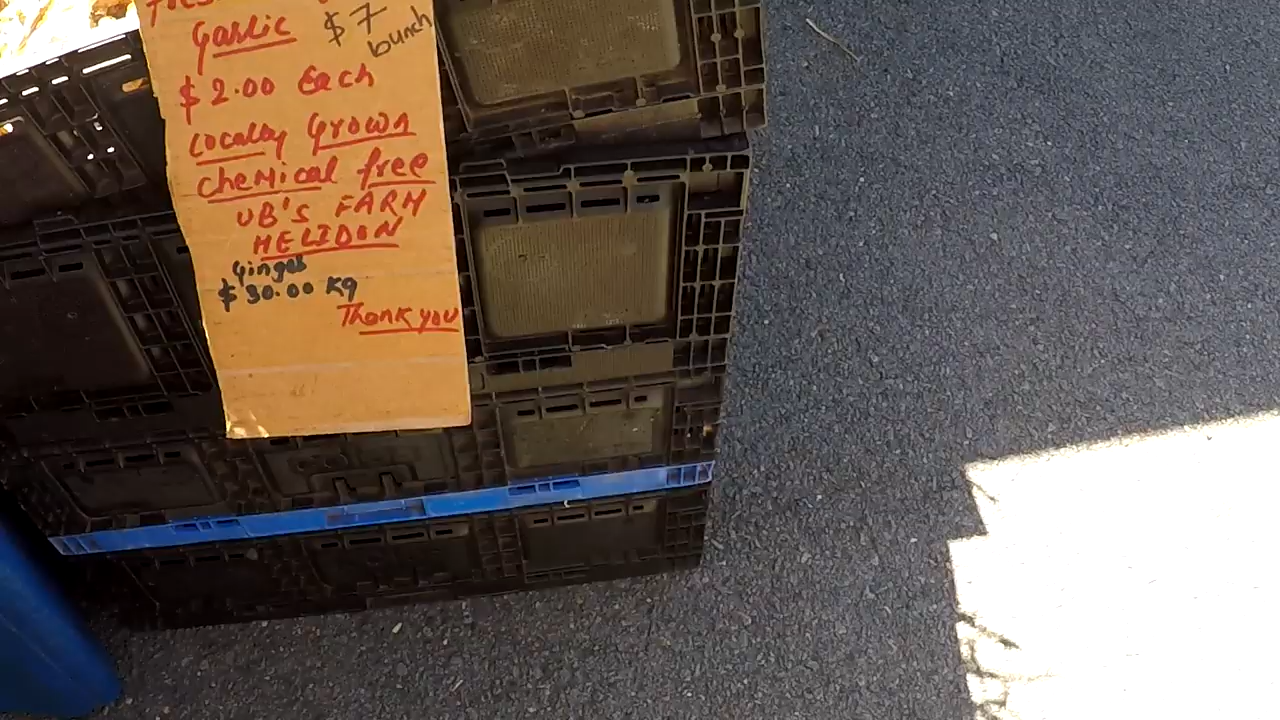 Garlic $7 bunch
$2.00 Each
Locally Grown
chemical free
UB'S FARM
HELIDON
Ginger
$30.00 Kg
Thank you